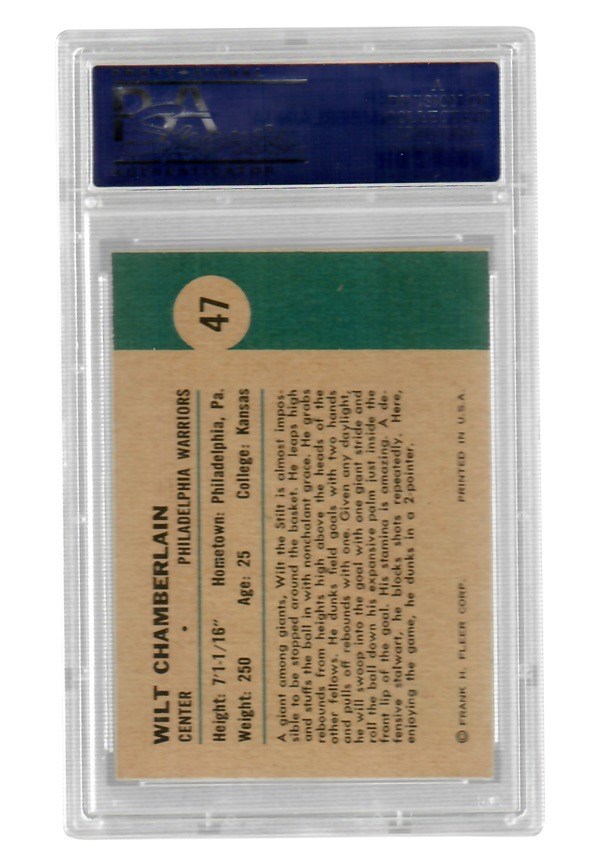 PSA
47
WILT CHAMBERLAIN
CENTER • PHILADELPHIA WARRIORS
Height: 7'1-1/16" Hometown: Philadelphia, Pa.
Weight: 250 Age: 25 College: Kansas
A giant among giants, Wilt the Stilt is almost impos-
sible to be stopped around the basket. He leaps high
and stuffs the ball in with nonchalant grace. He grabs
rebounds from heights high above the heads of the
other fellows. He dunks field goals with two hands
and pulls off rebounds with one. Given any daylight,
he will swoop into the goal with one giant stride and
roll the ball down his expansive palm just inside the
front lip of the goal. His stamina is amazing. A de-
fensive stalwart, he blocks shots repeatedly. Here,
enjoying the game, he dunks in a 2-pointer.
© FRANK H. FLEER CORP. PRINTED IN U.S.A.